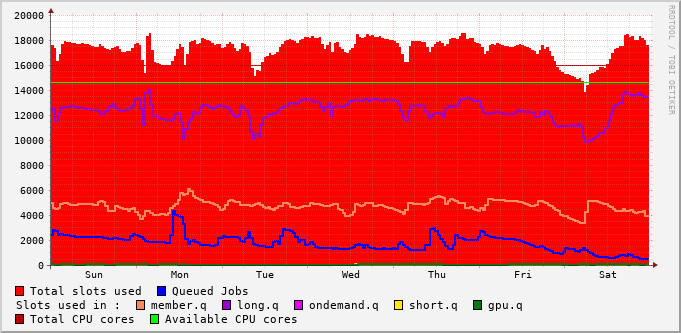 20000
18000
16000
14000
12000
10000
8000
6000
4000
2000
0
Sun Mon Tue Wed Thu Fri Sat
RRDTOOL / TOBI OETIKER
Total slots used Queued Jobs
Slots used in : member.q long.q ondemand.q short.q gpu.q
Total CPU cores Available CPU cores